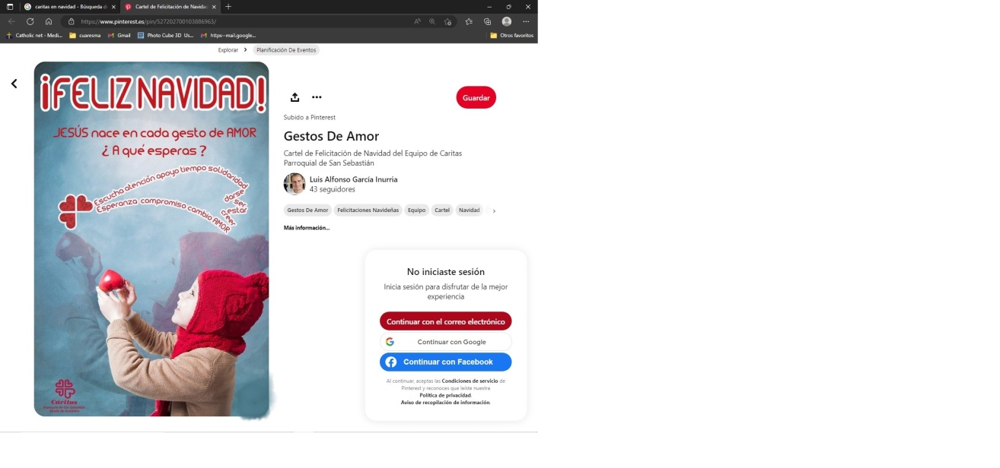 caritas en navidad - Búsqueda d
Cartel de Felicitación de Navidad
https://www.pinterest.es/pin/527202700103886963/
Catholic net - Medi...
cuaresma
Gmail
Photo Cube 3D Us...
https--mail.google...
Otros favoritos
Explorar
Planificación De Eventos
¡FELIZ NAVIDAD!
JESÚS nace en cada gesto de AMOR
¿ A qué esperas ?
Escucha atención apoyo tiempo solidaridad
darse
ser
estar
creer
Esperanza compromiso cambio AMOR
Caritas
Parroquia de San Sebastián
Guardar
Subido a Pinterest
Gestos De Amor
Cartel de Felicitación de Navidad del Equipo de Caritas
Parroquial de San Sebastián
Luis Alfonso García Inurria
43 seguidores
Gestos De Amor
Felicitaciones Navideñas
Equipo
Cartel
Navidad
Más información...
No iniciaste sesión
Inicia sesión para disfrutar de la mejor
experiencia
Continuar con el correo electrónico
Continuar con Google
Continuar con Facebook
Al continuar, aceptas las Condiciones de servicio de
Pinterest y reconoces que leíste nuestra
Política de privacidad.
Aviso de recopilación de información.